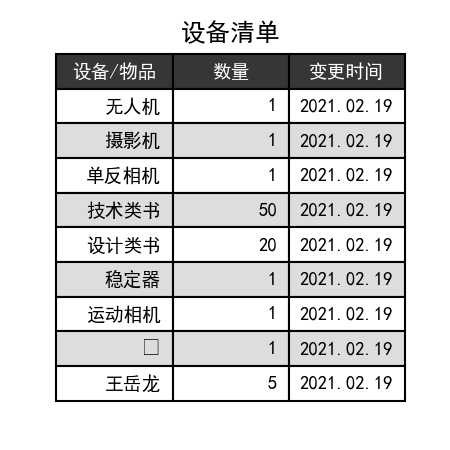 设备清单
设备/物品 数量 变更时间
无人机 1 2021.02.19
摄影机 1 2021.02.19
单反相机 1 2021.02.19
技术类书 50 2021.02.19
设计类书 20 2021.02.19
稳定器 1 2021.02.19
运动相机 1 2021.02.19
1 2021.02.19
王岳龙 5 2021.02.19